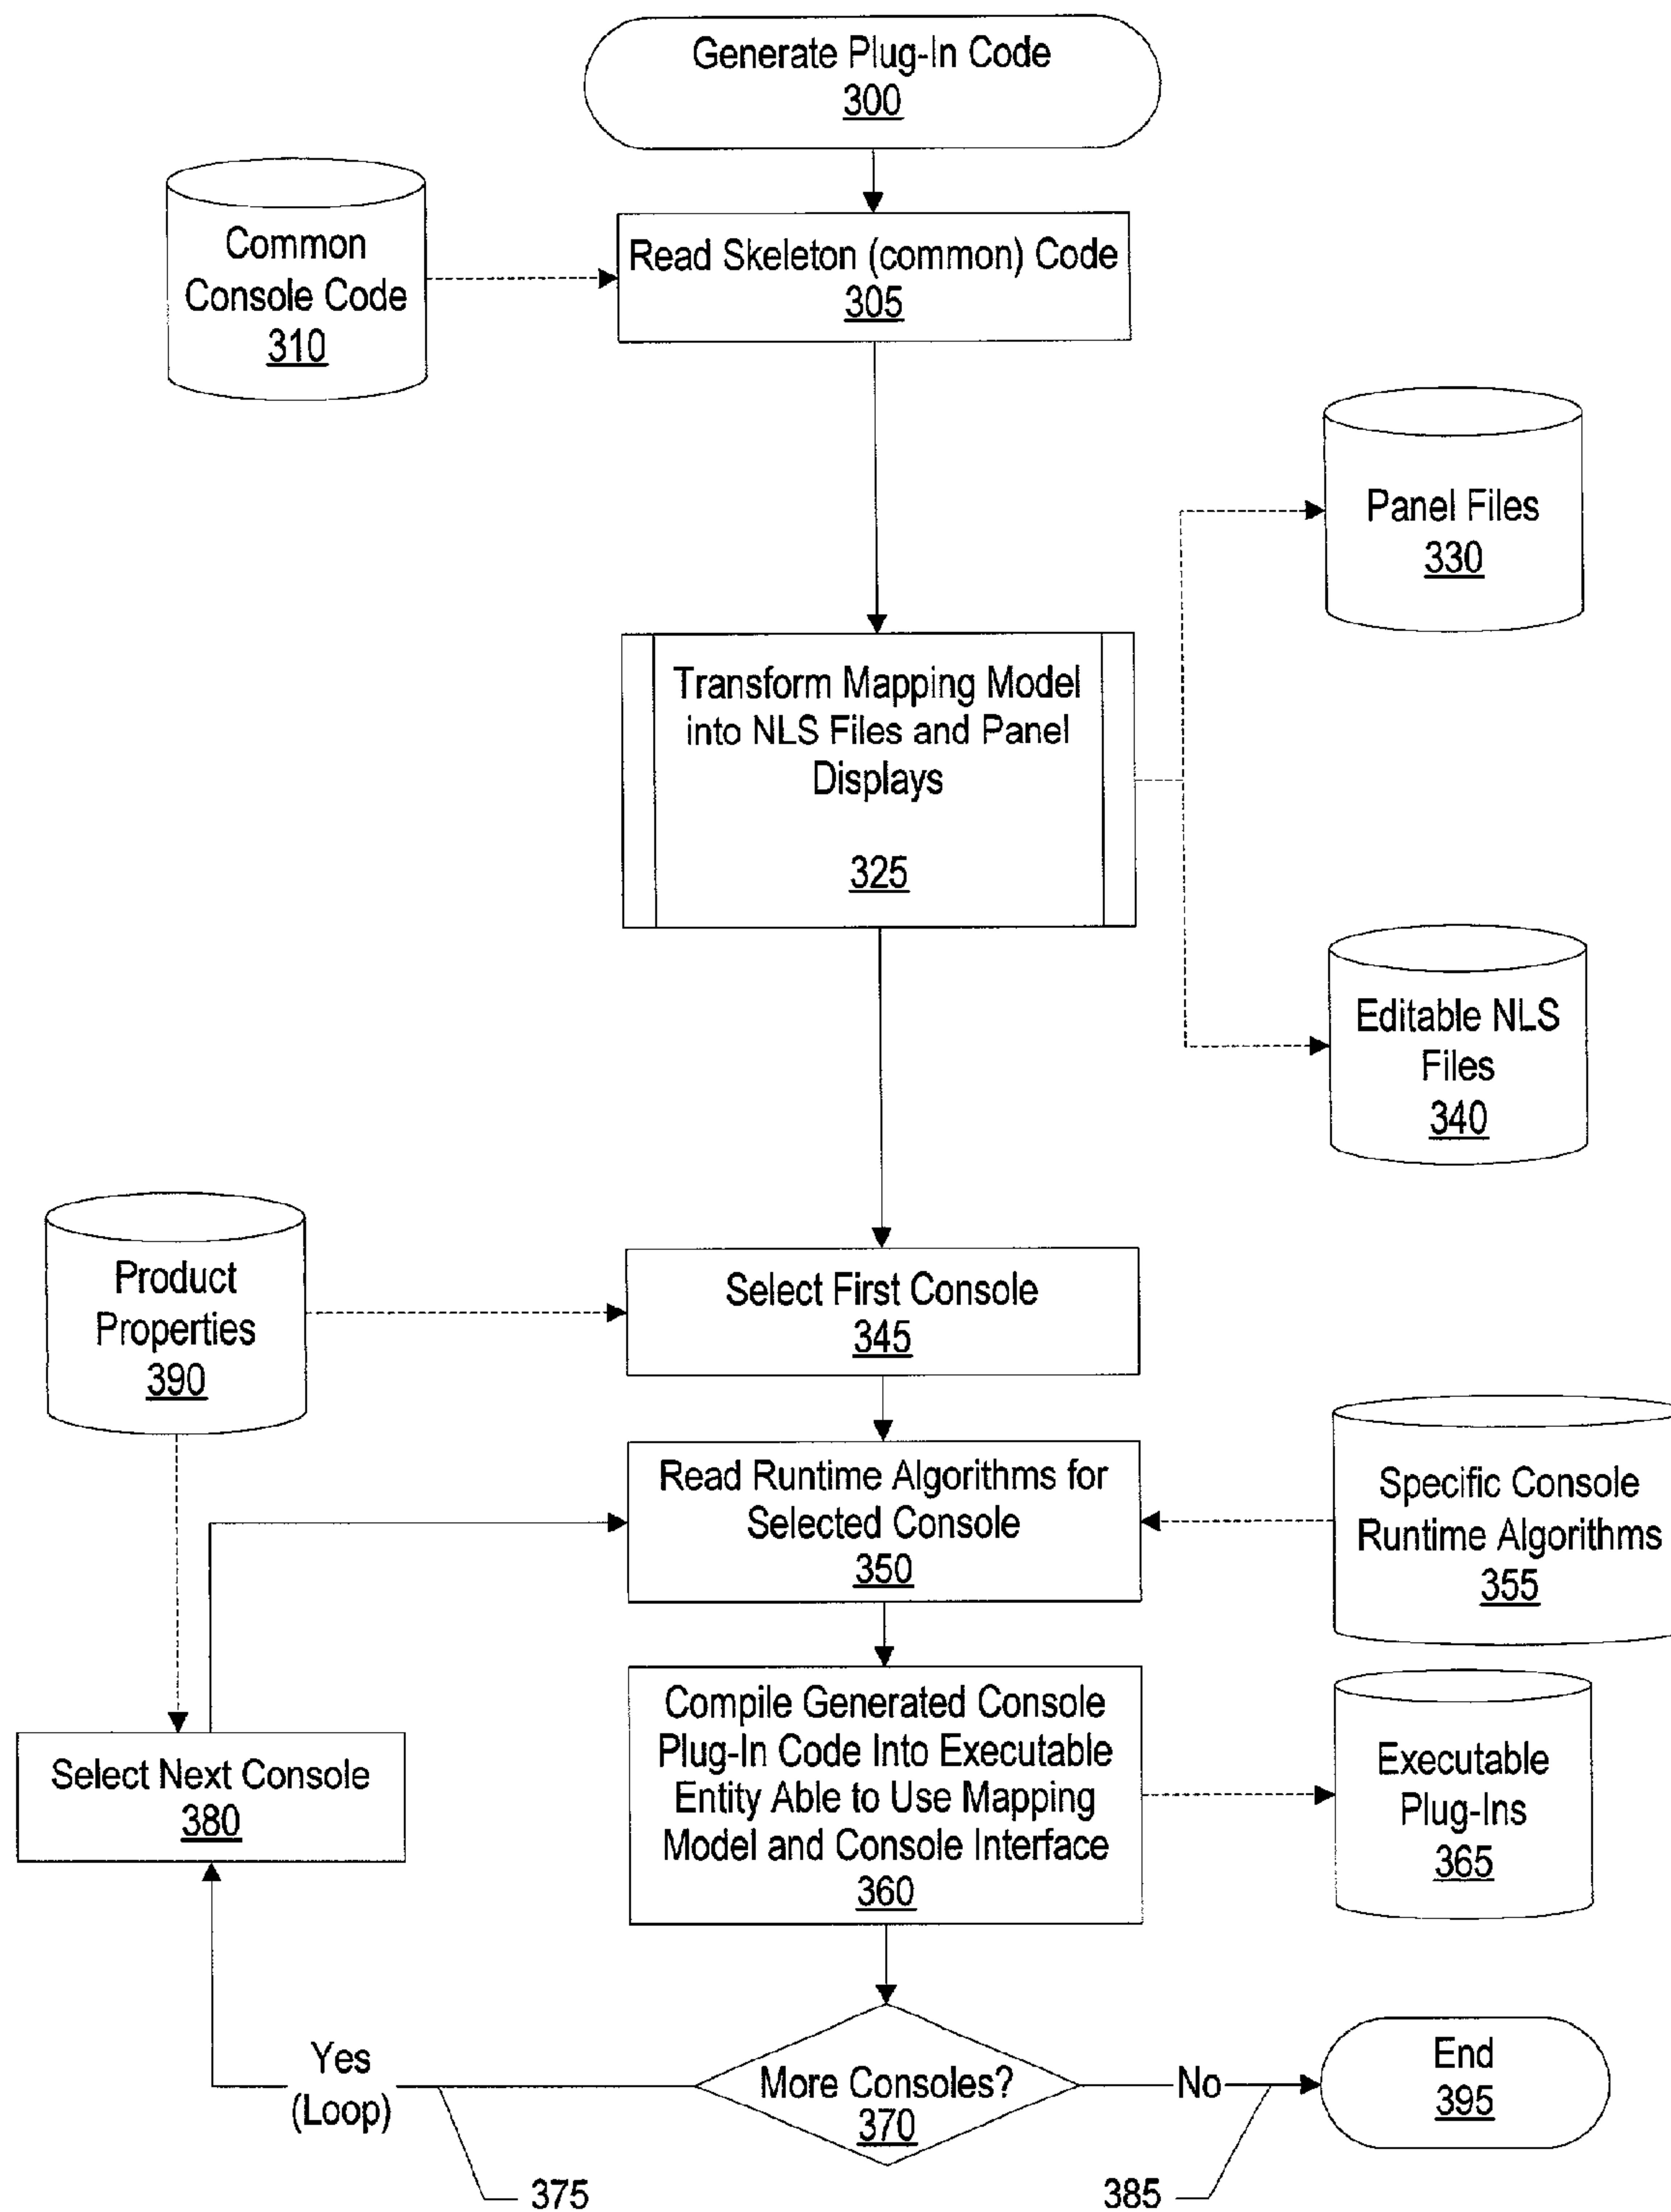 Generate Plug-In Code
300
Common
Console Code
310
Read Skeleton (common) Code
305
Panel Files
330
Transform Mapping Model
into NLS Files and Panel
Displays
325
Editable NLS
Files
340
Product
Properties
390
Select First Console
345
Read Runtime Algorithms for
Selected Console
350
Specific Console
Runtime Algorithms
355
Select Next Console
380
Compile Generated Console
Plug-In Code Into Executable
Entity Able to Use Mapping
Model and Console Interface
360
Executable
Plug-Ins
365
Yes
(Loop)
More Consoles?
370
No
End
395
375
385